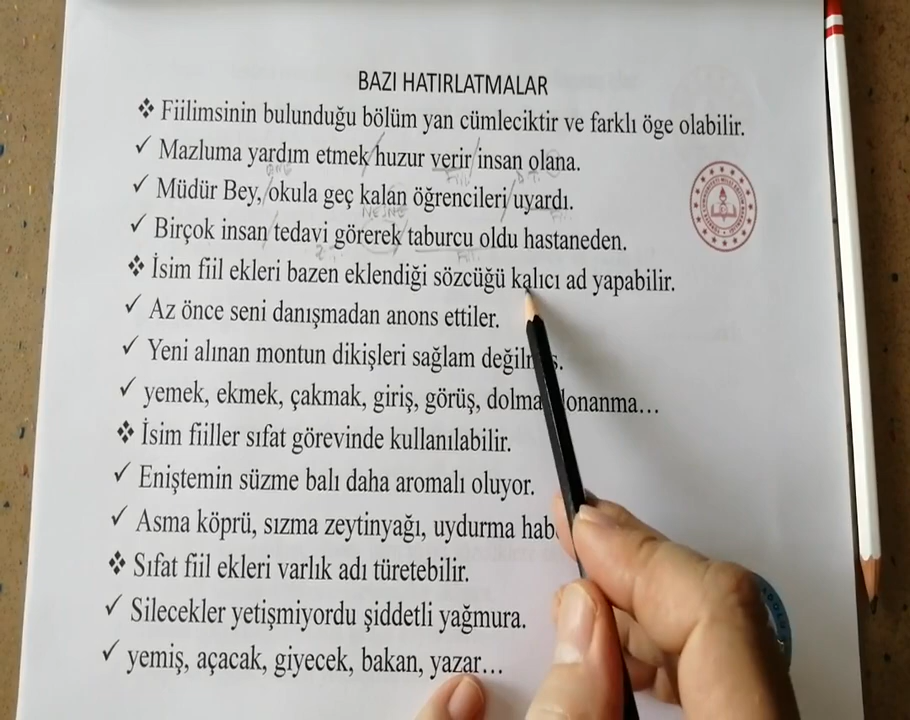 BAZI HATIRLATMALAR
❖ Fiilimsinin bulunduğu bölüm yan cümleciktir ve farklı öge olabilir.
✓ Mazluma yardım etmek/huzur verir/insan olana.
✓ Müdür Bey,/okula geç kalan öğrencileri/uyardı.
NESNE
✓ Birçok insan/tedavi görerek/taburcu oldu hastaneden.
❖ İsim fiil ekleri bazen eklendiği sözcüğü kalıcı ad yapabilir.
✓ Az önce seni danışmadan anons ettiler.
✓ Yeni alınan montun dikişleri sağlam
✓ yemek, ekmek, çakmak, giriş, görüş, dolma
❖ İsim fiiller sıfat görevinde kullanılabilir.
✓ Eniştemin süzme balı daha aromalı oluyor.
✓ Asma köprü, sızma zeytinyağı, uydurma
❖ Sıfat fiil ekleri varlık adı türetebilir.
✓ Silecekler yetişmiyordu şiddetli yağmura.
✓ yemiş, açacak, giyecek, bakan, yazar…